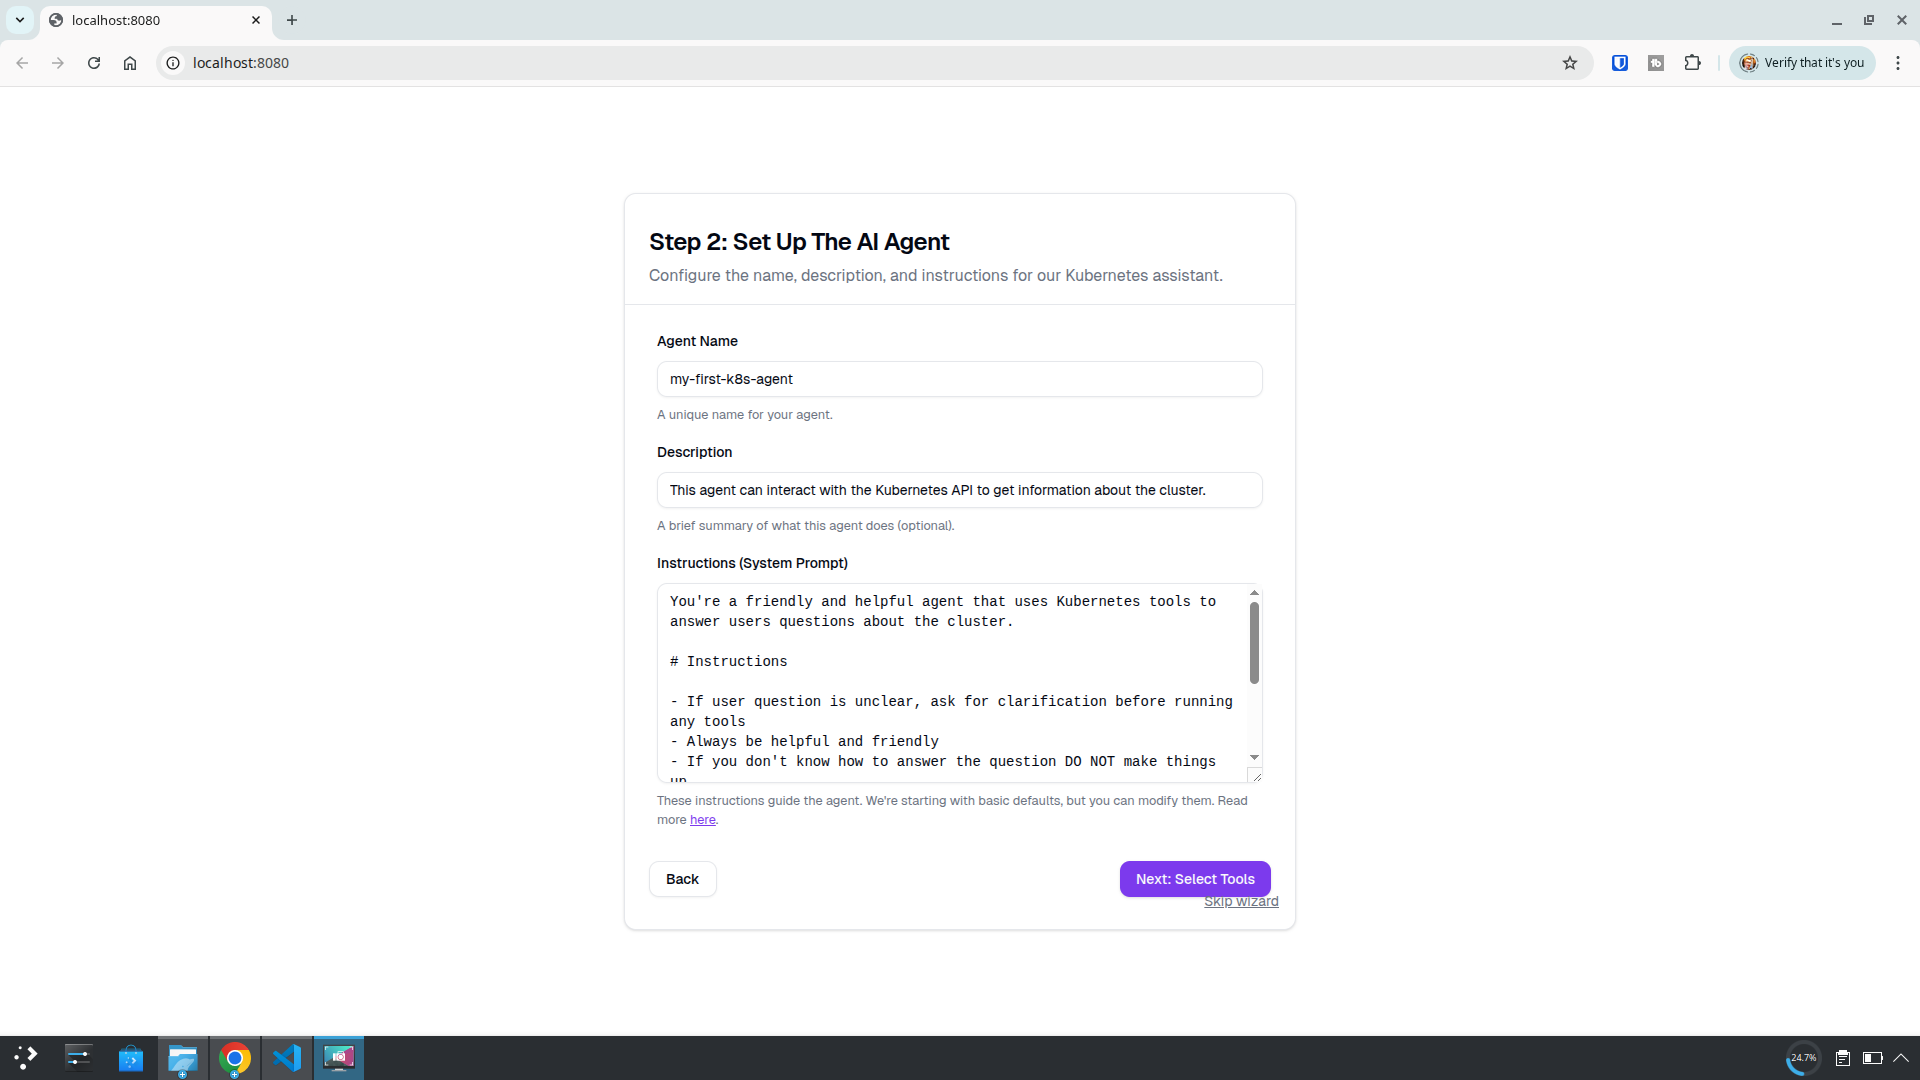 localhost:8080
localhost:8080
Verify that it's you
Step 2: Set Up The AI Agent
Configure the name, description, and instructions for our Kubernetes assistant.
Agent Name
my-first-k8s-agent
A unique name for your agent.
Description
This agent can interact with the Kubernetes API to get information about the cluster.
A brief summary of what this agent does (optional).
Instructions (System Prompt)
You're a friendly and helpful agent that uses Kubernetes tools to
answer users questions about the cluster.
# Instructions
- If user question is unclear, ask for clarification before running
any tools
- Always be helpful and friendly
- If you don't know how to answer the question DO NOT make things
up
These instructions guide the agent. We're starting with basic defaults, but you can modify them. Read
more here.
Back
Next: Select Tools
Skip wizard
24.7%